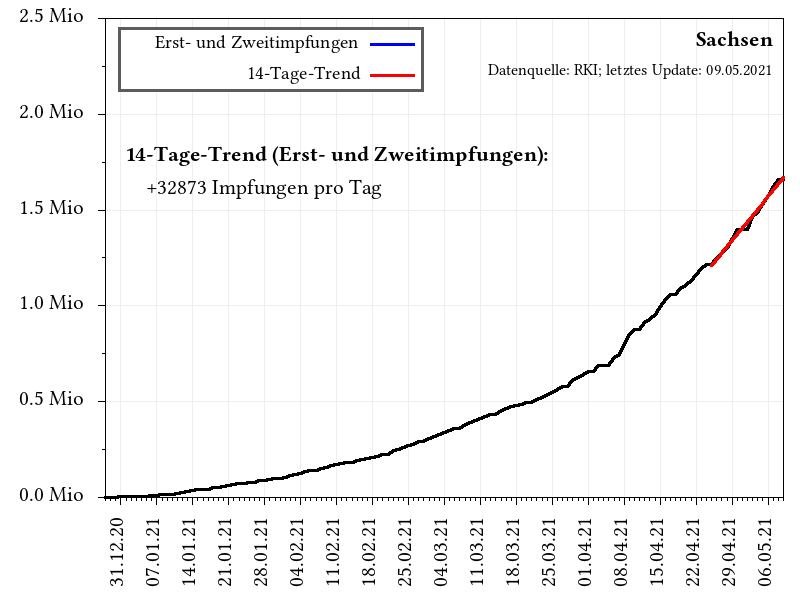 2.5 Mio
2.0 Mio
1.5 Mio
1.0 Mio
0.5 Mio
0.0 Mio
Erst- und Zweitimpfungen
14-Tage-Trend
Sachsen
Datenquelle: RKI; letztes Update: 09.05.2021
14-Tage-Trend (Erst- und Zweitimpfungen):
+32873 Impfungen pro Tag
31.12.20
07.01.21
14.01.21
21.01.21
28.01.21
04.02.21
11.02.21
18.02.21
25.02.21
04.03.21
11.03.21
18.03.21
25.03.21
01.04.21
08.04.21
15.04.21
22.04.21
29.04.21
06.05.21